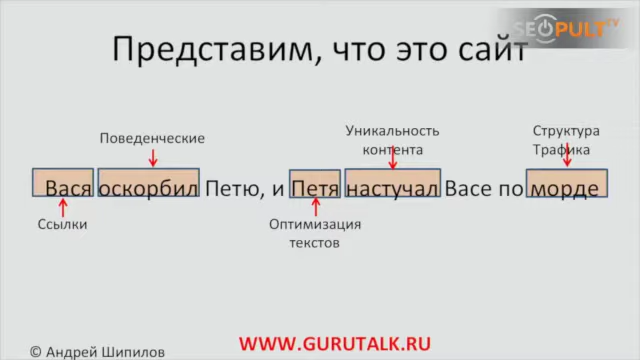 SEOPULT TV
Представим, что это сайт
Поведенческие
Уникальность
контента
Структура
Трафика
Вася оскорбил Петю, и Петя настучал Васе по морде
Ссылки
Оптимизация
текстов
© Андрей Шипилов
WWW.GURUTALK.RU